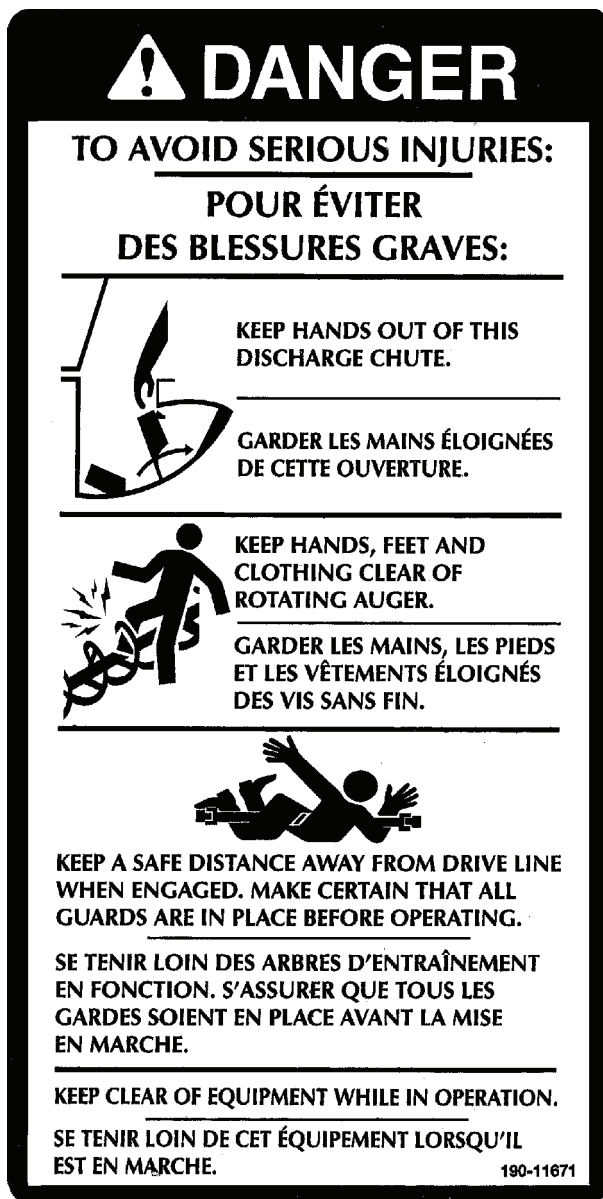 DANGER
TO AVOID SERIOUS INJURIES:
POUR ÉVITER
DES BLESSURES GRAVES:
KEEP HANDS OUT OF THIS
DISCHARGE CHUTE.
GARDER LES MAINS ÉLOIGNÉES
DE CETTE OUVERTURE.
KEEP HANDS, FEET AND
CLOTHING CLEAR OF
ROTATING AUGER.
GARDER LES MAINS, LES PIEDS
ET LES VÊTEMENTS ÉLOIGNÉS
DES VIS SANS FIN.
KEEP A SAFE DISTANCE AWAY FROM DRIVE LINE
WHEN ENGAGED. MAKE CERTAIN THAT ALL
GUARDS ARE IN PLACE BEFORE OPERATING.
SE TENIR LOIN DES ARBRES D'ENTRAÎNEMENT
EN FONCTION. S'ASSURER QUE TOUS LES
GARDES SOIENT EN PLACE AVANT LA MISE
EN MARCHE.
KEEP CLEAR OF EQUIPMENT WHILE IN OPERATION.
SE TENIR LOIN DE CET ÉQUIPEMENT LORSQU'IL
EST EN MARCHE.
190-11671